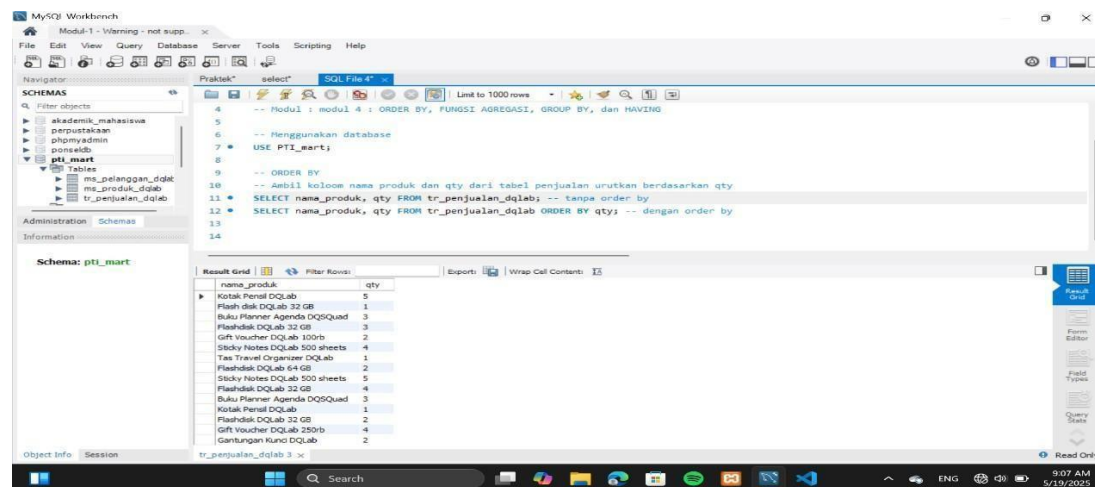 MySQL Workbench
Modul-1 - Warning - not supp..
File Edit View Query Database Server Tools Scripting Help
Navigator
SCHEMAS
Filter objects
akademik_mahasiswa
perpustakaan
phpmyadmin
ponseldb
pti_mart
Tables
ms_pelanggan_dqlat
ms_produk_dqlab
tr_penjualan_dqlab
Administration Schemas
Information
Schema: pti_mart
Object Info Session
Praktek* select* SQL File 4*
Limit to 1000 rows
4 -- Modul : modul 4 : ORDER BY, FUNGSI AGREGASI, GROUP BY, dan HAVING
5
6 -- Menggunakan database
7 USE PTI_mart;
8
9 -- ORDER BY
10 -- Ambil koloom nama produk dan qty dari tabel penjualan urutkan berdasarkan qty
11 SELECT nama_produk, qty FROM tr_penjualan_dqlab; -- tanpa order by
12 SELECT nama_produk, qty FROM tr_penjualan_dqlab ORDER BY qty; -- dengan order by
13
14
Result Grid Filter Rows: Export: Wrap Cell Content:
nama_produk qty
Kotak Pensil DQLab 5
Flash disk DQLab 32 GB 1
Buku Planner Agenda DQSQuad 3
Flashdisk DQLab 32 GB 3
Gift Voucher DQLab 100rb 2
Sticky Notes DQLab 500 sheets 4
Tas Travel Organizer DQLab 1
Flashdisk DQLab 64 GB 2
Sticky Notes DQLab 500 sheets 5
Flashdisk DQLab 32 GB 4
Buku Planner Agenda DQSQuad 3
Kotak Pensil DQLab 1
Flashdisk DQLab 32 GB 2
Gift Voucher DQLab 250rb 4
Gantungan Kunci DQLab 2
Result Grid
Form Editor
Field Types
Query Stats
tr_penjualan_dqlab 3
Read Only
Search
ENG
9:07 AM
5/19/2025